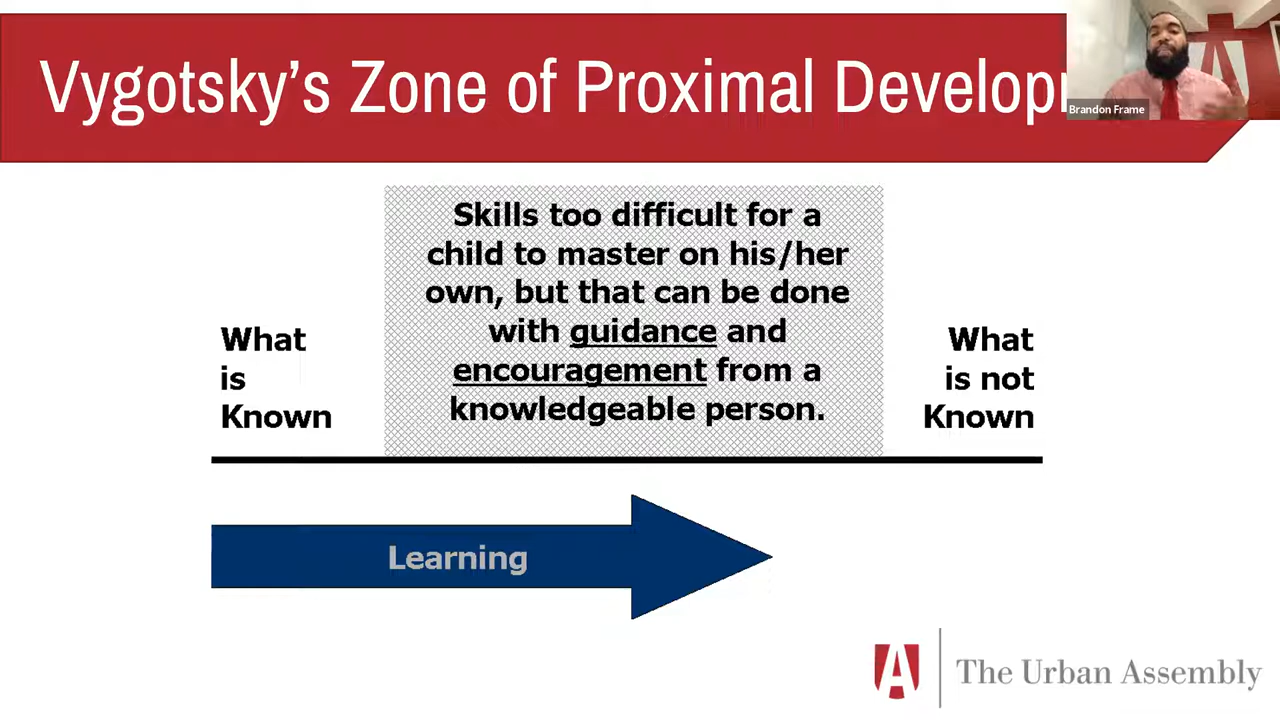 Vygotsky's Zone of Proximal Develop
Brandon Frame
Skills too difficult for a
child to master on his/her
own, but that can be done
with guidance and
encouragement from a
knowledgeable person.
What
is
Known
What
is not
Known
Learning
A
The Urban Assembly